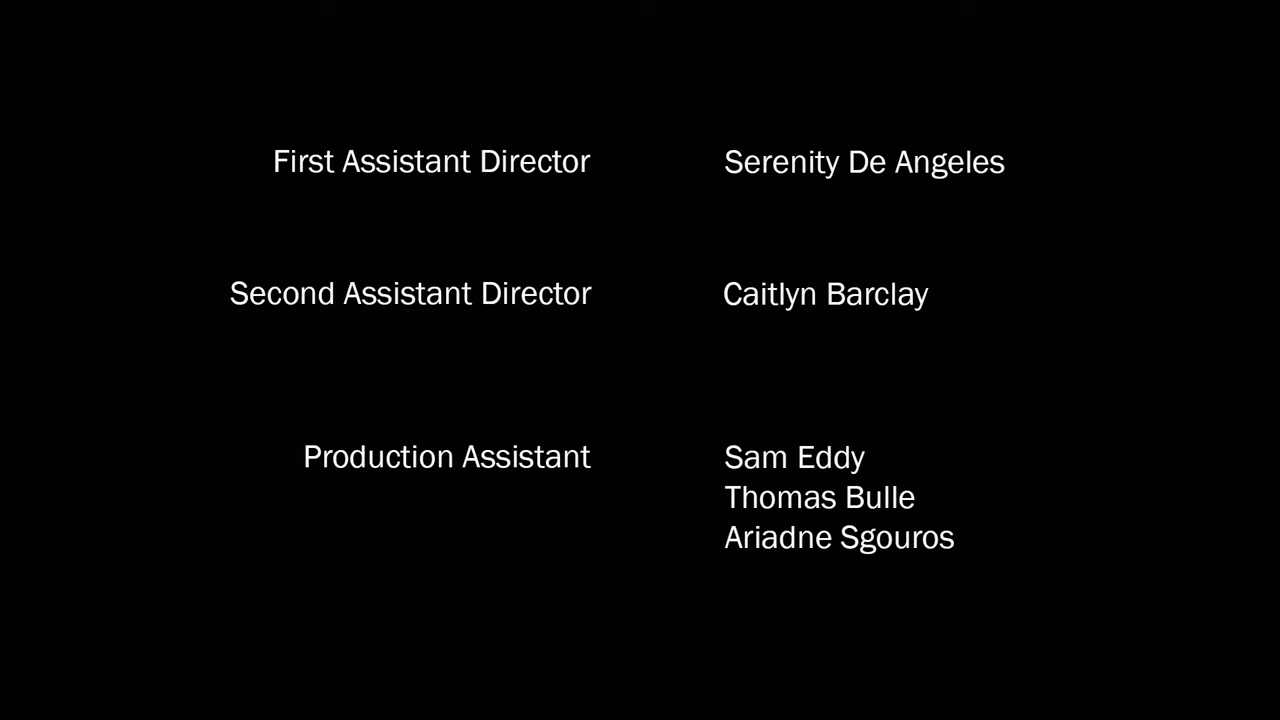 First Assistant Director Serenity De Angeles
Second Assistant Director Caitlyn Barclay
Production Assistant Sam Eddy
Thomas Bulle
Ariadne Sgouros